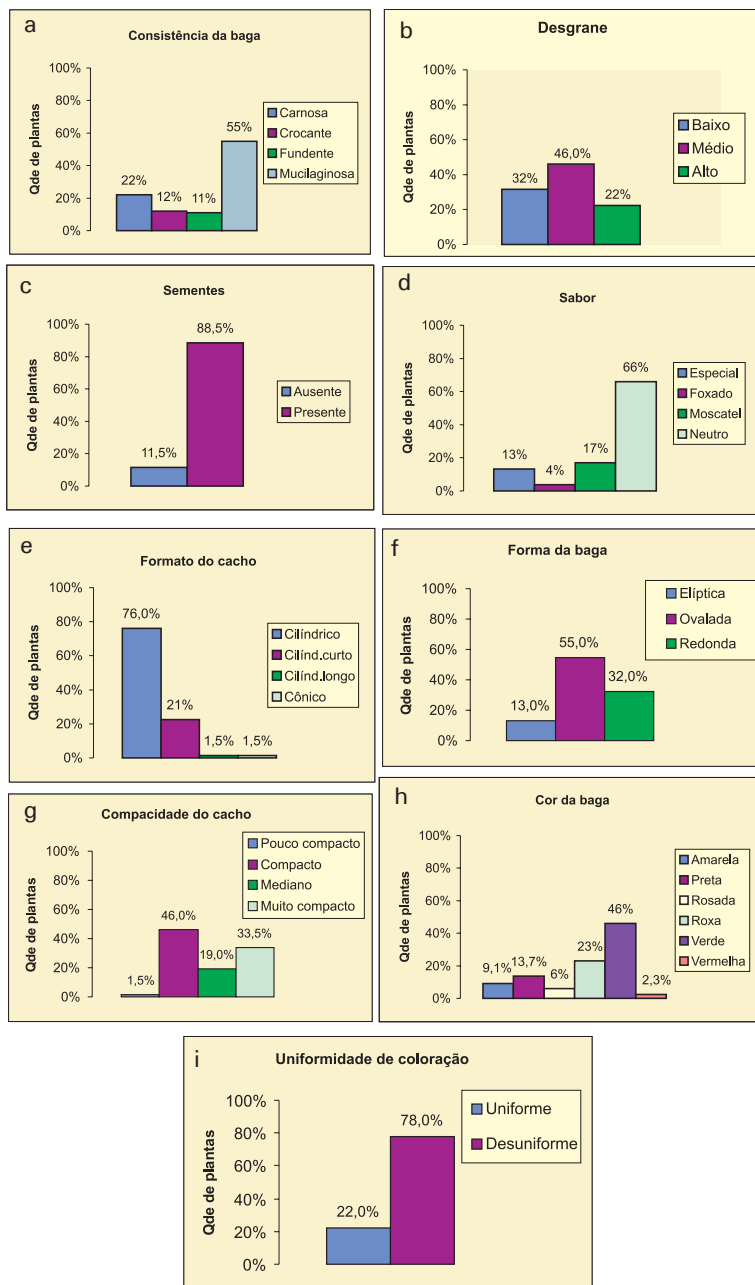 a
Consistência da baga
Qde de plantas
100%
80%
60%
40%
20%
0%
22%
12%
11%
55%
Carnosa
Crocante
Fundente
Mucilaginosa
b
Desgrane
Qde de plantas
100%
80%
60%
40%
20%
0%
32%
46,0%
22%
Baixo
Médio
Alto
c
Sementes
Qde de plantas
100%
80%
60%
40%
20%
0%
11,5%
88,5%
Ausente
Presente
d
Sabor
Qde de plantas
100%
80%
60%
40%
20%
0%
13%
4%
17%
66%
Especial
Foxado
Moscatel
Neutro
e
Formato do cacho
Qde de plantas
100%
80%
60%
40%
20%
0%
76,0%
21%
1,5%
1,5%
Cilíndrico
Cilínd.curto
Cilínd.longo
Cônico
f
Forma da baga
Qde de plantas
100%
80%
60%
40%
20%
0%
13,0%
55,0%
32,0%
Elíptica
Ovalada
Redonda
g
Compacidade do cacho
Qde de plantas
100%
80%
60%
40%
20%
0%
1,5%
46,0%
19,0%
33,5%
Pouco compacto
Compacto
Mediano
Muito compacto
h
Cor da baga
Qde de plantas
100%
80%
60%
40%
20%
0%
9,1%
13,7%
6%
23%
46%
2,3%
Amarela
Preta
Rosada
Roxa
Verde
Vermelha
i
Uniformidade de coloração
Qde de plantas
100%
80%
60%
40%
20%
0%
22,0%
78,0%
Uniforme
Desuniforme